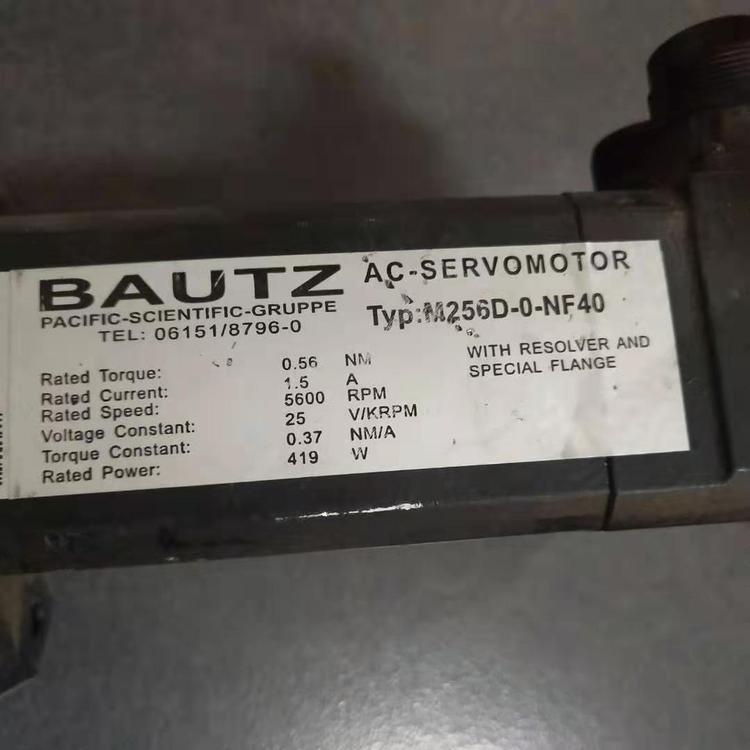 BAUTZ
PACIFIC-SCIENTIFIC-GRUPPE
TEL: 06151/8796-0
AC-SERVOMOTOR
Typ:M256D-0-NF40
WITH RESOLVER AND
SPECIAL FLANGE
Rated Torque: 0.56 NM
Rated Current: 1.5 A
Rated Speed: 5600 RPM
Voltage Constant: 25 V/KRPM
Torque Constant: 0.37 NM/A
Rated Power: 419 W